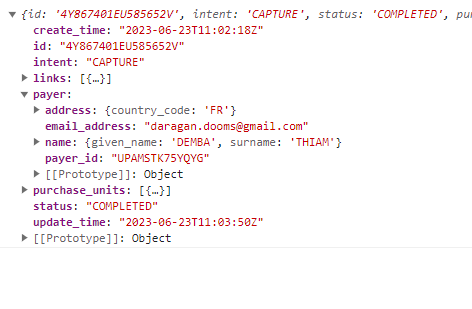 {id: '4Y867401EU585652V', intent: 'CAPTURE', status: 'COMPLETED', pur
create_time: "2023-06-23T11:02:18Z"
id: "4Y867401EU585652V"
intent: "CAPTURE"
links: [{…}]
payer:
address: {country_code: 'FR'}
email_address: "daragan.dooms@gmail.com"
name: {given_name: 'DEMBA', surname: 'THIAM'}
payer_id: "UPAMSTK75YQYG"
[[Prototype]]: Object
purchase_units: [{…}]
status: "COMPLETED"
update_time: "2023-06-23T11:03:50Z"
[[Prototype]]: Object